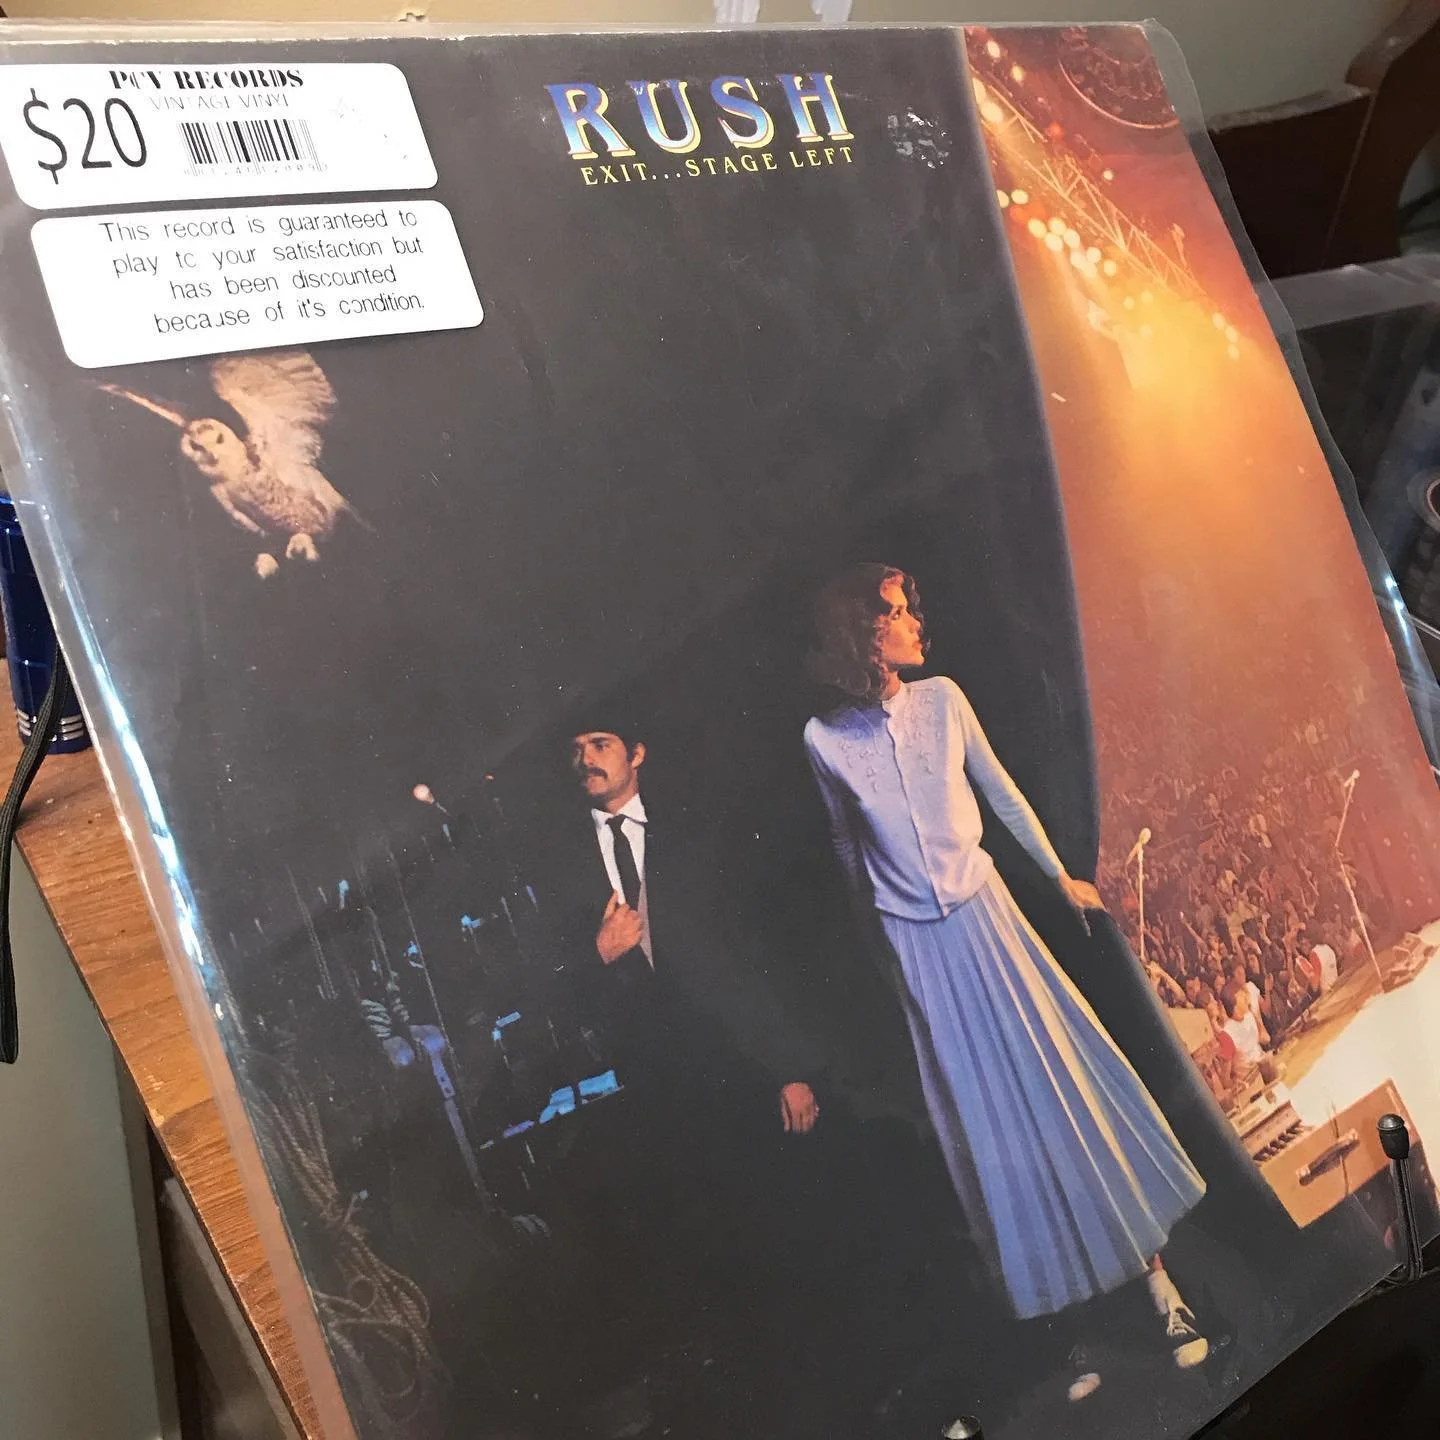 $20
VINTAGE VINYL
This record is guaranteed to
play to your satisfaction but
has been discounted
because of it's condition.
RUSH
EXIT...STAGE LEFT
RECORDS